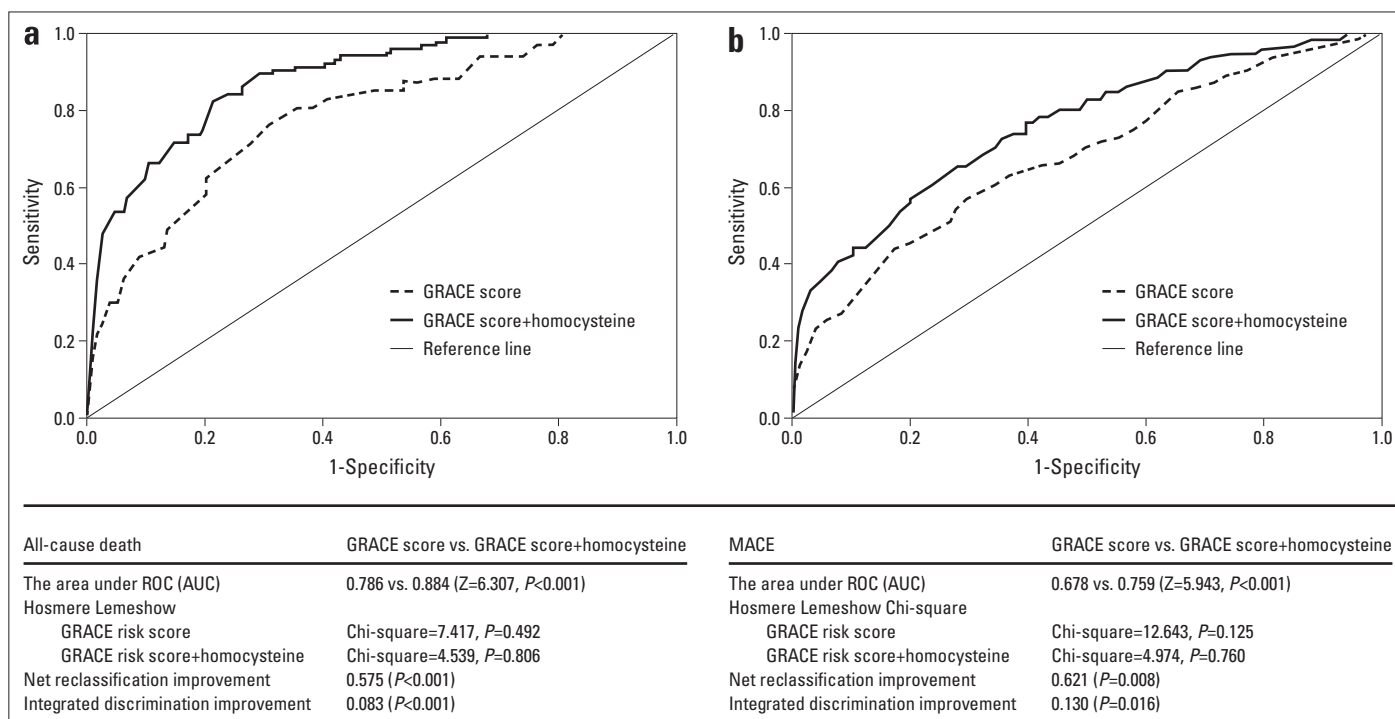 a
1.0
0.8
0.6
0.4
0.2
0.0
Sensitivity
GRACE score
GRACE score+homocysteine
Reference line
0.0 0.2 0.4 0.6 0.8 1.0
1-Specificity
b
1.0
0.8
0.6
0.4
0.2
0.0
Sensitivity
GRACE score
GRACE score+homocysteine
Reference line
0.0 0.2 0.4 0.6 0.8 1.0
1-Specificity
All-cause death GRACE score vs. GRACE score+homocysteine
The area under ROC (AUC) 0.786 vs. 0.884 (Z=6.307, P<0.001)
Hosmere Lemeshow
GRACE risk score Chi-square=7.417, P=0.492
GRACE risk score+homocysteine Chi-square=4.539, P=0.806
Net reclassification improvement 0.575 (P<0.001)
Integrated discrimination improvement 0.083 (P<0.001)
MACE GRACE score vs. GRACE score+homocysteine
The area under ROC (AUC) 0.678 vs. 0.759 (Z=5.943, P<0.001)
Hosmere Lemeshow Chi-square
GRACE risk score Chi-square=12.643, P=0.125
GRACE risk score+homocysteine Chi-square=4.974, P=0.760
Net reclassification improvement 0.621 (P=0.008)
Integrated discrimination improvement 0.130 (P=0.016)